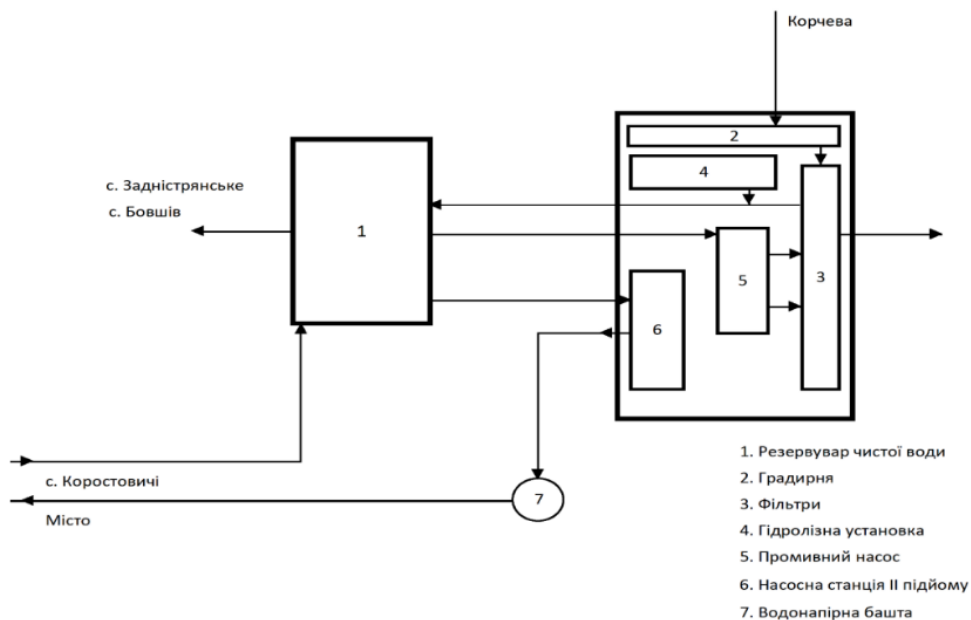 Корчева
2
4
с. Задністрянське
с. Бовшів
1
5
3
6
1. Резервувар чистої води
с. Коростовичі
2. Градирня
7
Місто
3. Фільтри
4. Гідролізна установка
5. Промивний насос
6. Насосна станція ІІ підйому
7. Водонапірна башта